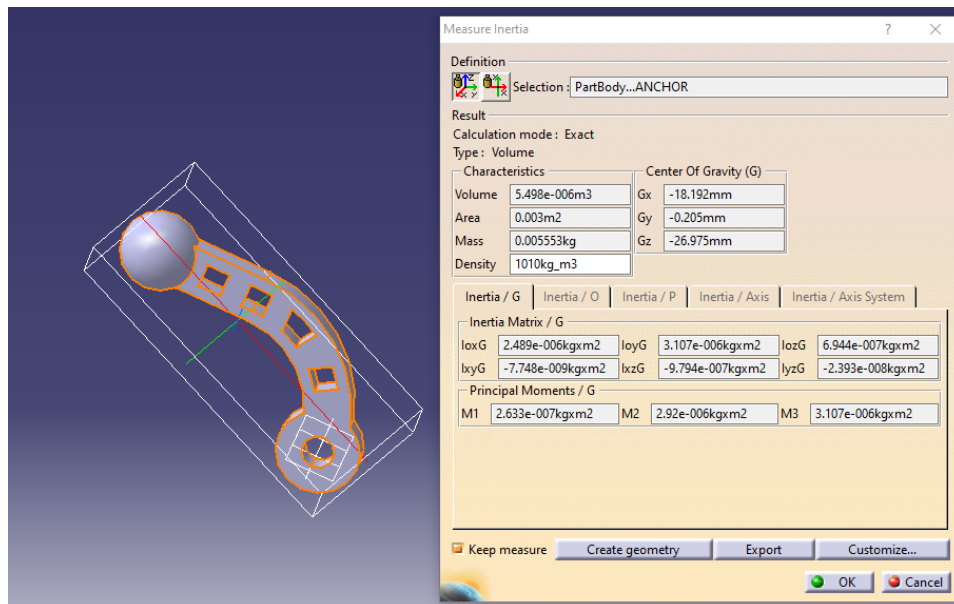 Measure Inertia ? ×
Definition
Selection : PartBody...ANCHOR
Result
Calculation mode : Exact
Type : Volume
Characteristics Center Of Gravity (G)
Volume 5.498e-006m3 Gx -18.192mm
Area 0.003m2 Gy -0.205mm
Mass 0.005553kg Gz -26.975mm
Density 1010kg_m3
Inertia / G Inertia / O Inertia / P Inertia / Axis Inertia / Axis System
Inertia Matrix / G
IoxG 2.489e-006kgxm2 IoyG 3.107e-006kgxm2 IozG 6.944e-007kgxm2
IxyG -7.748e-009kgxm2 IxzG -9.794e-007kgxm2 IyzG -2.393e-008kgxm2
Principal Moments / G
M1 2.633e-007kgxm2 M2 2.92e-006kgxm2 M3 3.107e-006kgxm2
Keep measure Create geometry Export Customize...
OK Cancel